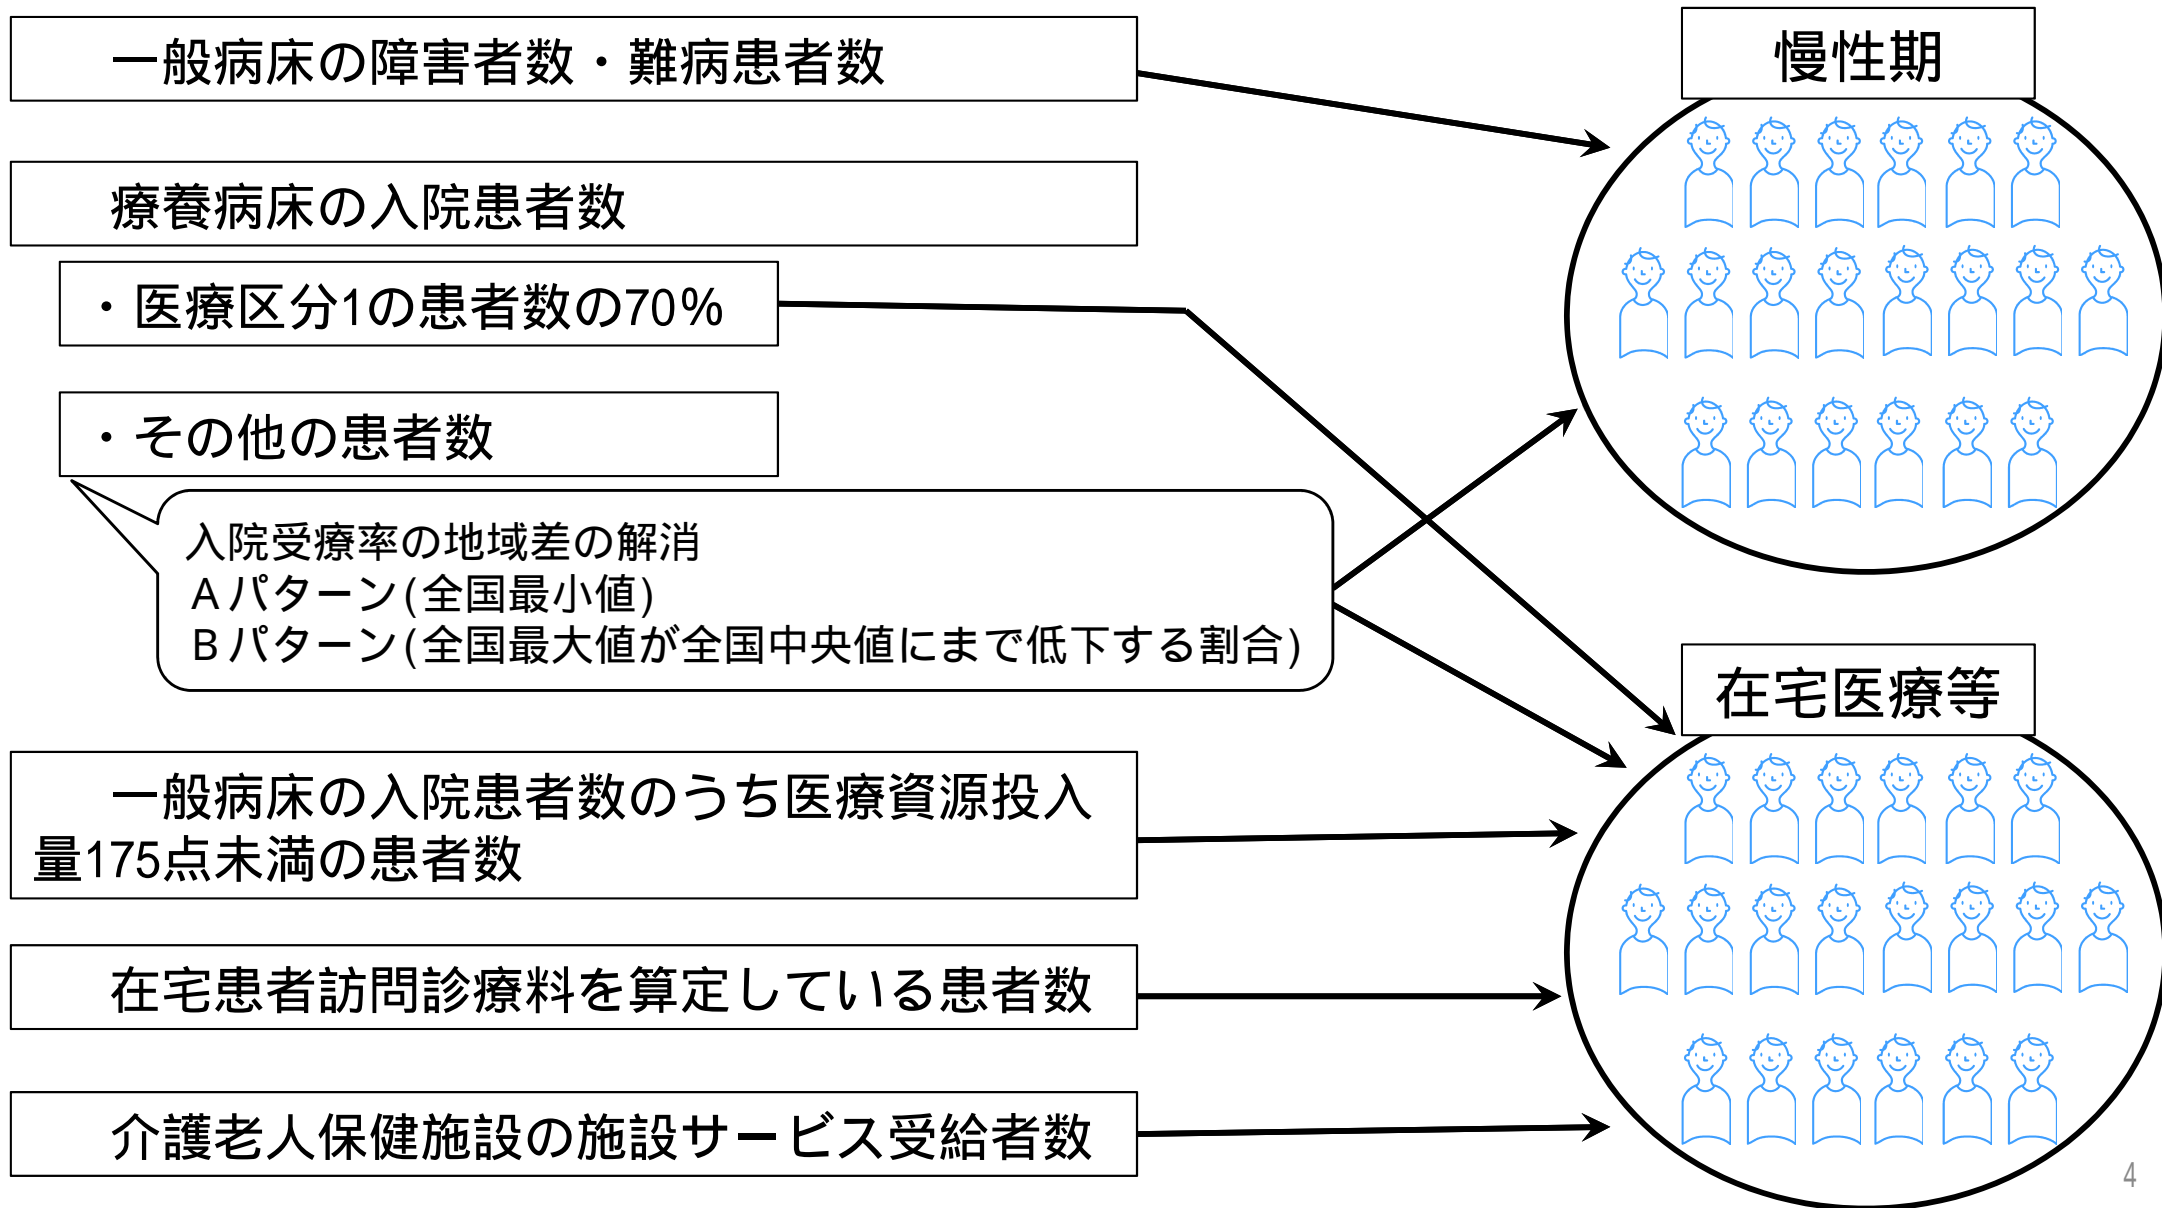 一般病床の障害者数・難病患者数
慢性期
療養病床の入院患者数
・医療区分1の患者数の70%
・その他の患者数
入院受療率の地域差の解消
Aパターン(全国最小値)
Bパターン(全国最大値が全国中央値にまで低下する割合)
在宅医療等
一般病床の入院患者数のうち医療資源投入
量175点未満の患者数
在宅患者訪問診療料を算定している患者数
介護老人保健施設の施設サービス受給者数
4